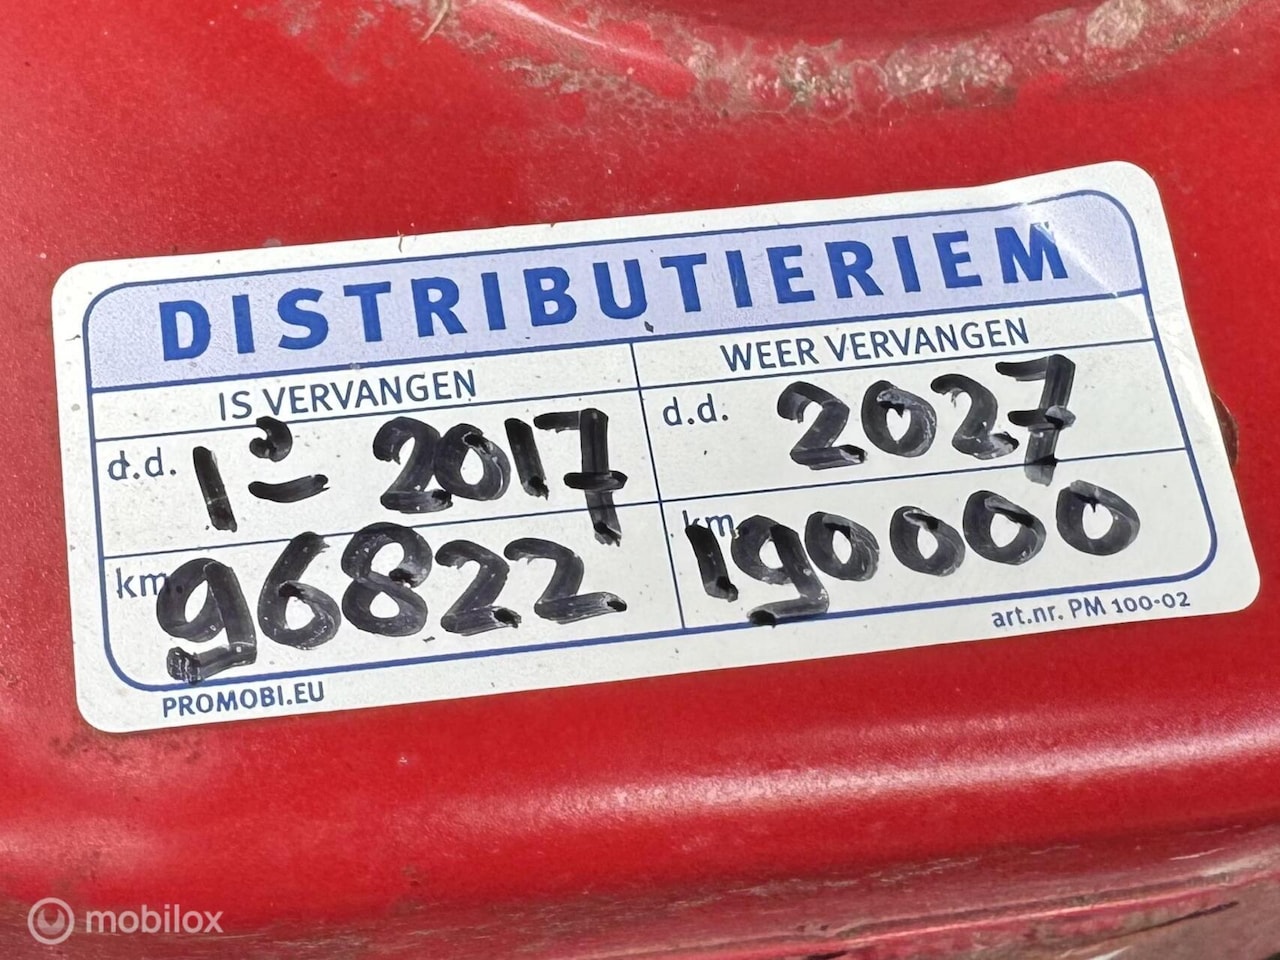 DISTRIBUTIERIEM
IS VERVANGEN
WEER VERVANGEN
d.d. 1²-2017
d.d. 2027
km 96822
km 190000
PROMOBI.EU
art.nr. PM 100-02
mobilox